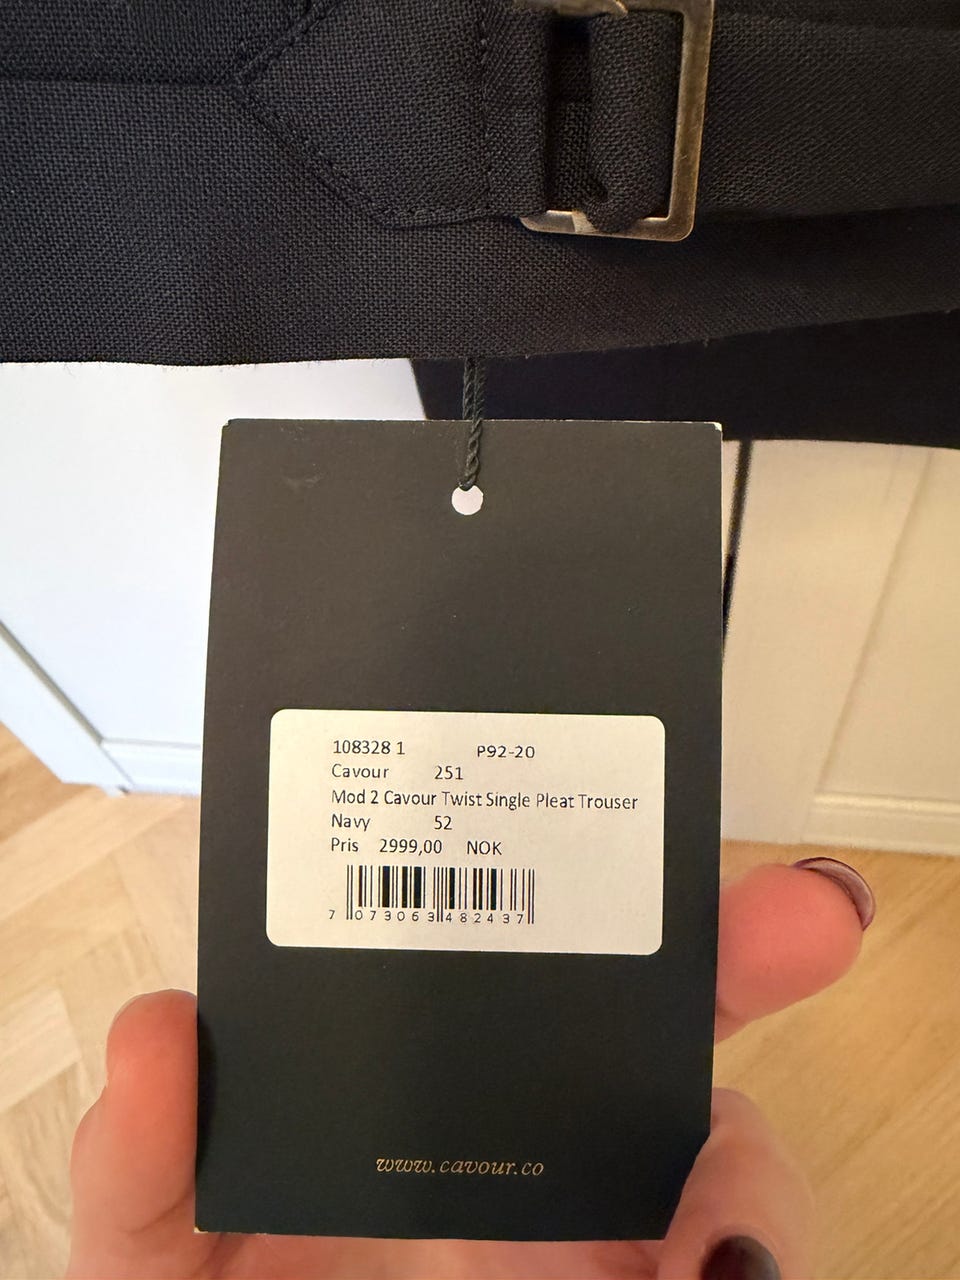 108328 1 P92-20
Cavour 251
Mod 2 Cavour Twist Single Pleat Trouser
Navy 52
Pris 2999,00 NOK
7 073063 482437
www.cavour.co